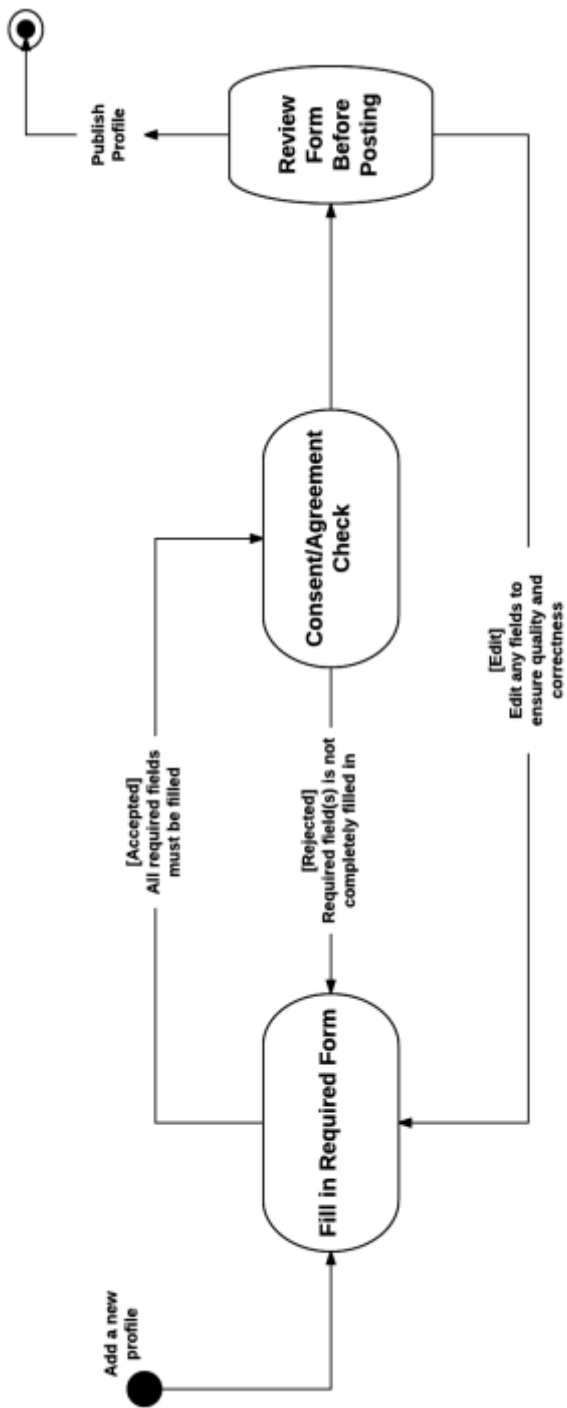 Add a new
profile
Fill in Required Form
[Accepted]
All required fields
must be filled
[Rejected]
Required field(s) is not
completely filled in
Consent/Agreement
Check
[Edit]
Edit any fields to
ensure quality and
correctness
Review
Form
Before
Posting
Publish
Profile